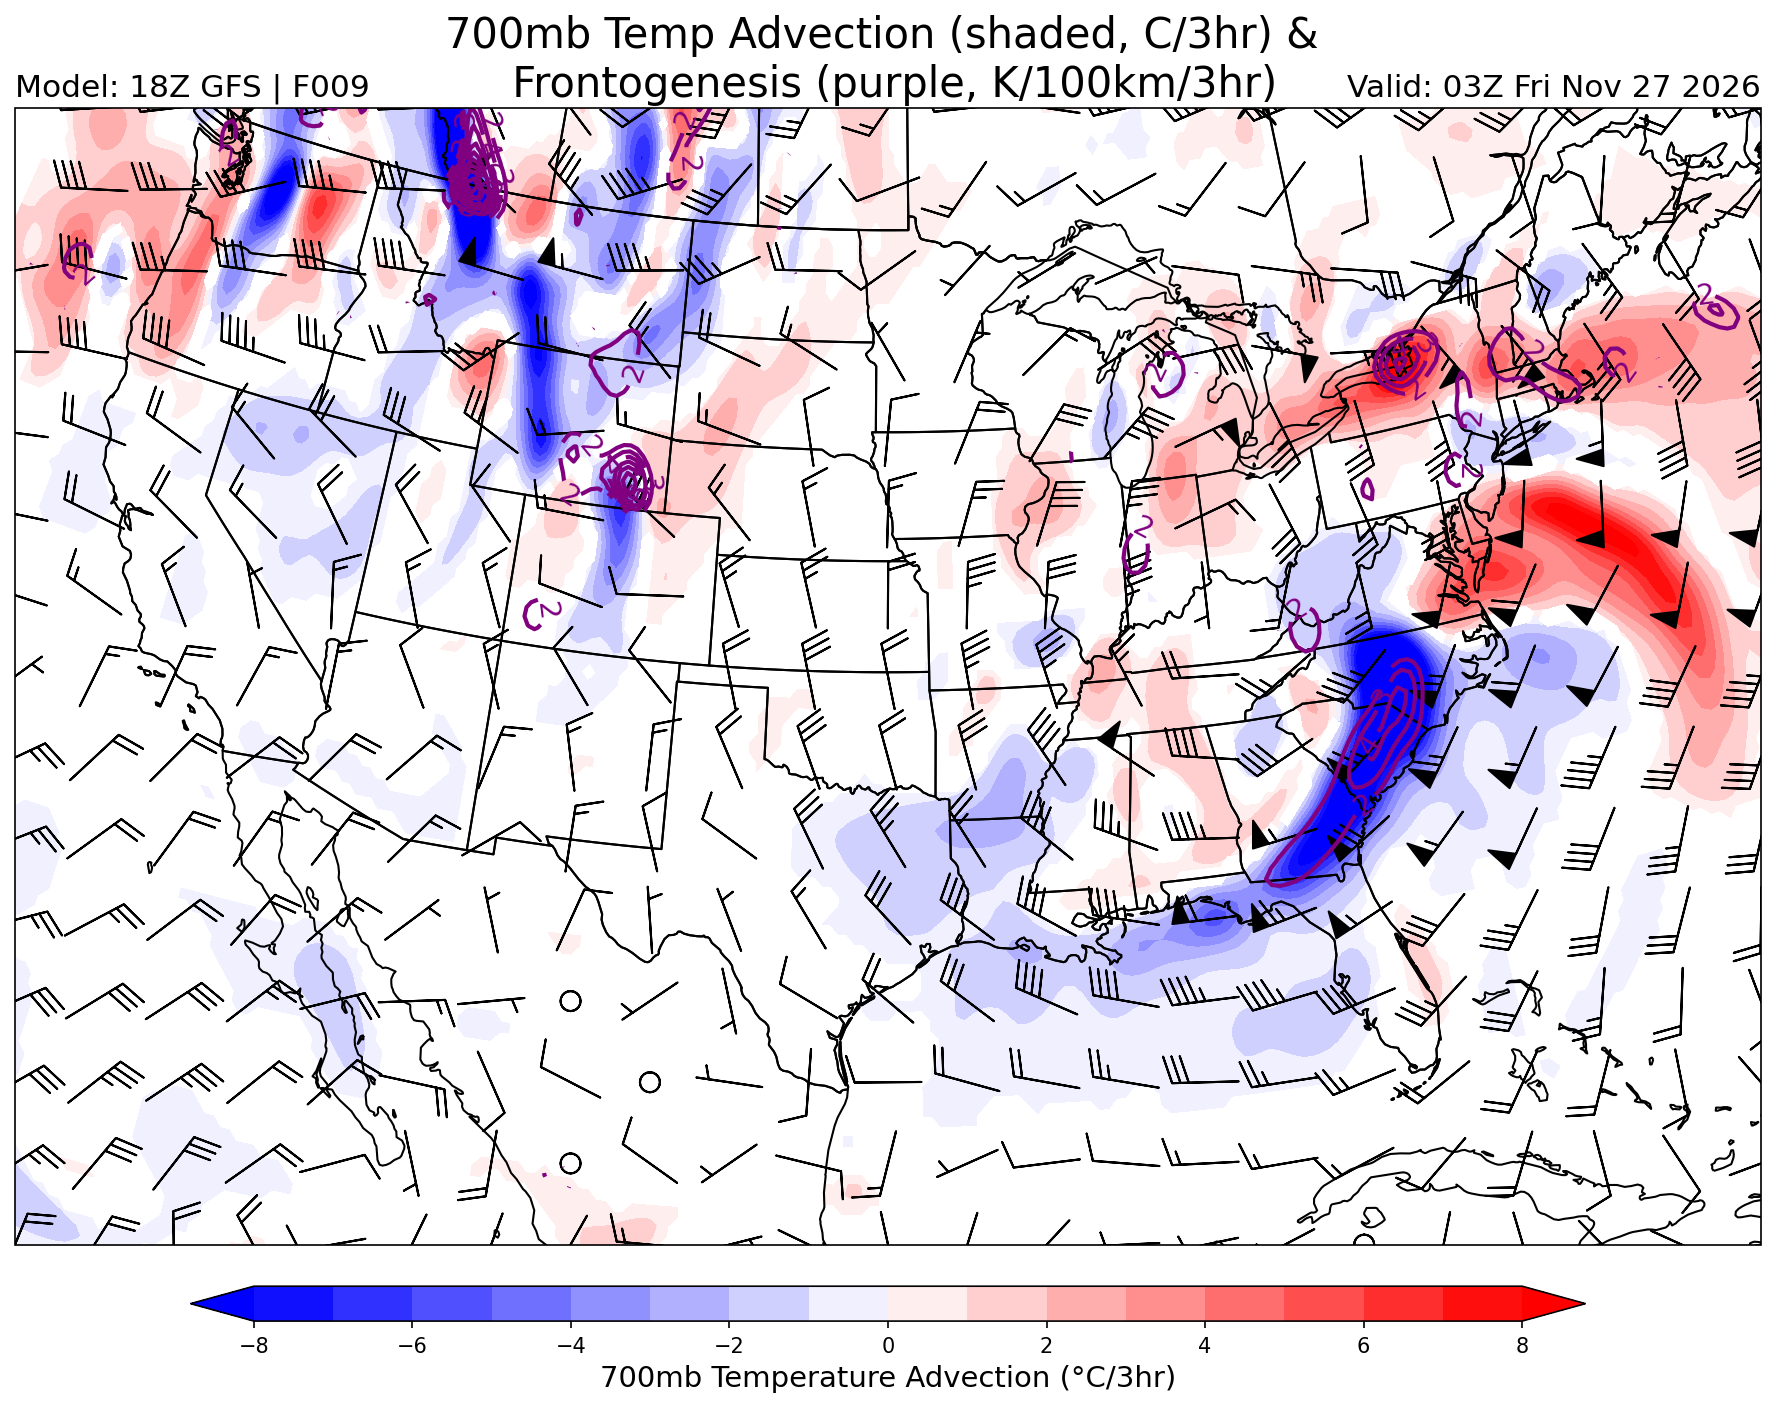 700mb Temp Advection (shaded, C/3hr) &
Model: 18Z GFS | F009 Frontogenesis (purple, K/100km/3hr) Valid: 03Z Fri Nov 27 2026
−8 −6 −4 −2 0 2 4 6 8
700mb Temperature Advection (°C/3hr)